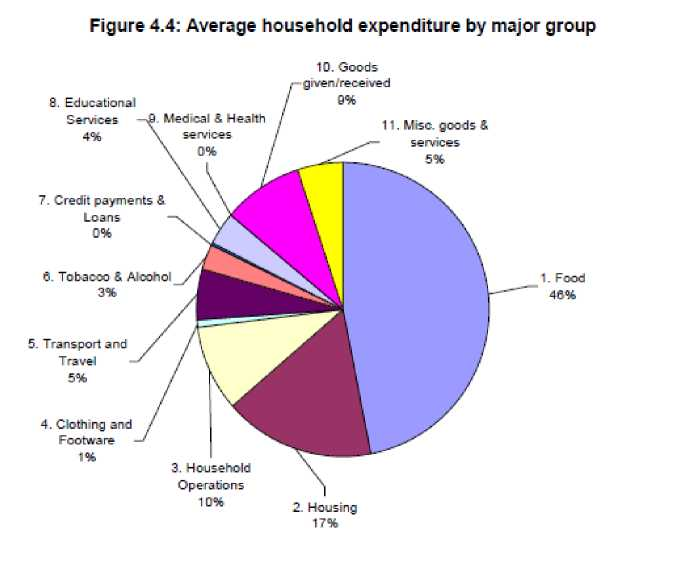 Figure 4.4: Average household expenditure by major group
10. Goods
given/received
9%
8. Educational
Services
4%
9. Medical & Health
services
0%
11. Misc. goods &
services
5%
7. Credit payments &
Loans
0%
1. Food
46%
6. Tobacoo & Alcohol
3%
5. Transport and
Travel
5%
4. Clothing and
Footware
1%
3. Household
Operations
10%
2. Housing
17%